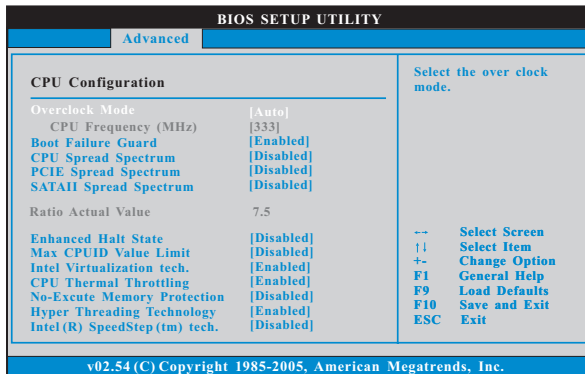 BIOS SETUP UTILITY
Advanced
CPU Configuration
Overclock Mode [Auto]
CPU Frequency (MHz) [333]
Boot Failure Guard [Enabled]
CPU Spread Spectrum [Disabled]
PCIE Spread Spectrum [Disabled]
SATAII Spread Spectrum [Disabled]
Ratio Actual Value 7.5
Enhanced Halt State [Disabled]
Max CPUID Value Limit [Disabled]
Intel Virtualization tech. [Enabled]
CPU Thermal Throttling [Enabled]
No-Excute Memory Protection [Disabled]
Hyper Threading Technology [Enabled]
Intel (R) SpeedStep (tm) tech. [Disabled]
Select the over clock
mode.
←→ Select Screen
↑↓ Select Item
+- Change Option
F1 General Help
F9 Load Defaults
F10 Save and Exit
ESC Exit
v02.54 (C) Copyright 1985-2005, American Megatrends, Inc.